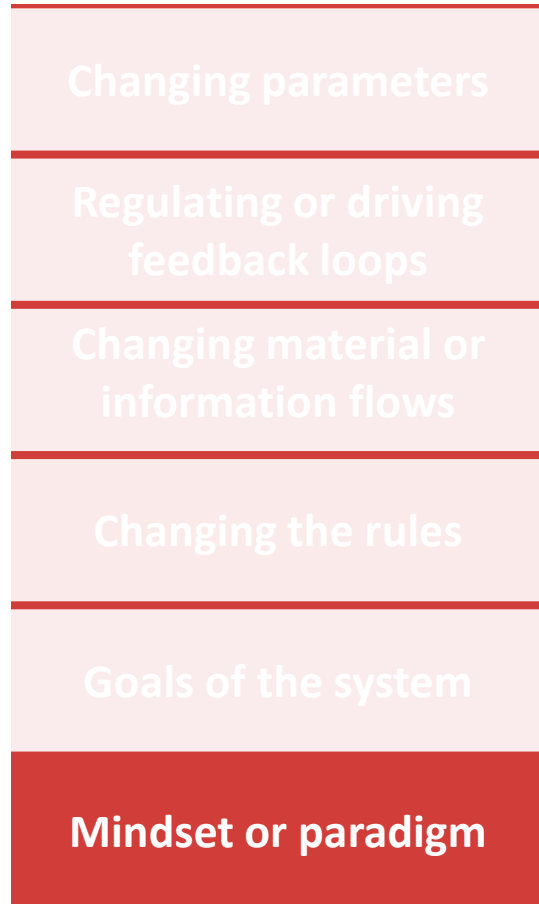 Changing parameters
Regulating or driving
feedback loops
Changing material or
information flows
Changing the rules
Goals of the system
Mindset or paradigm